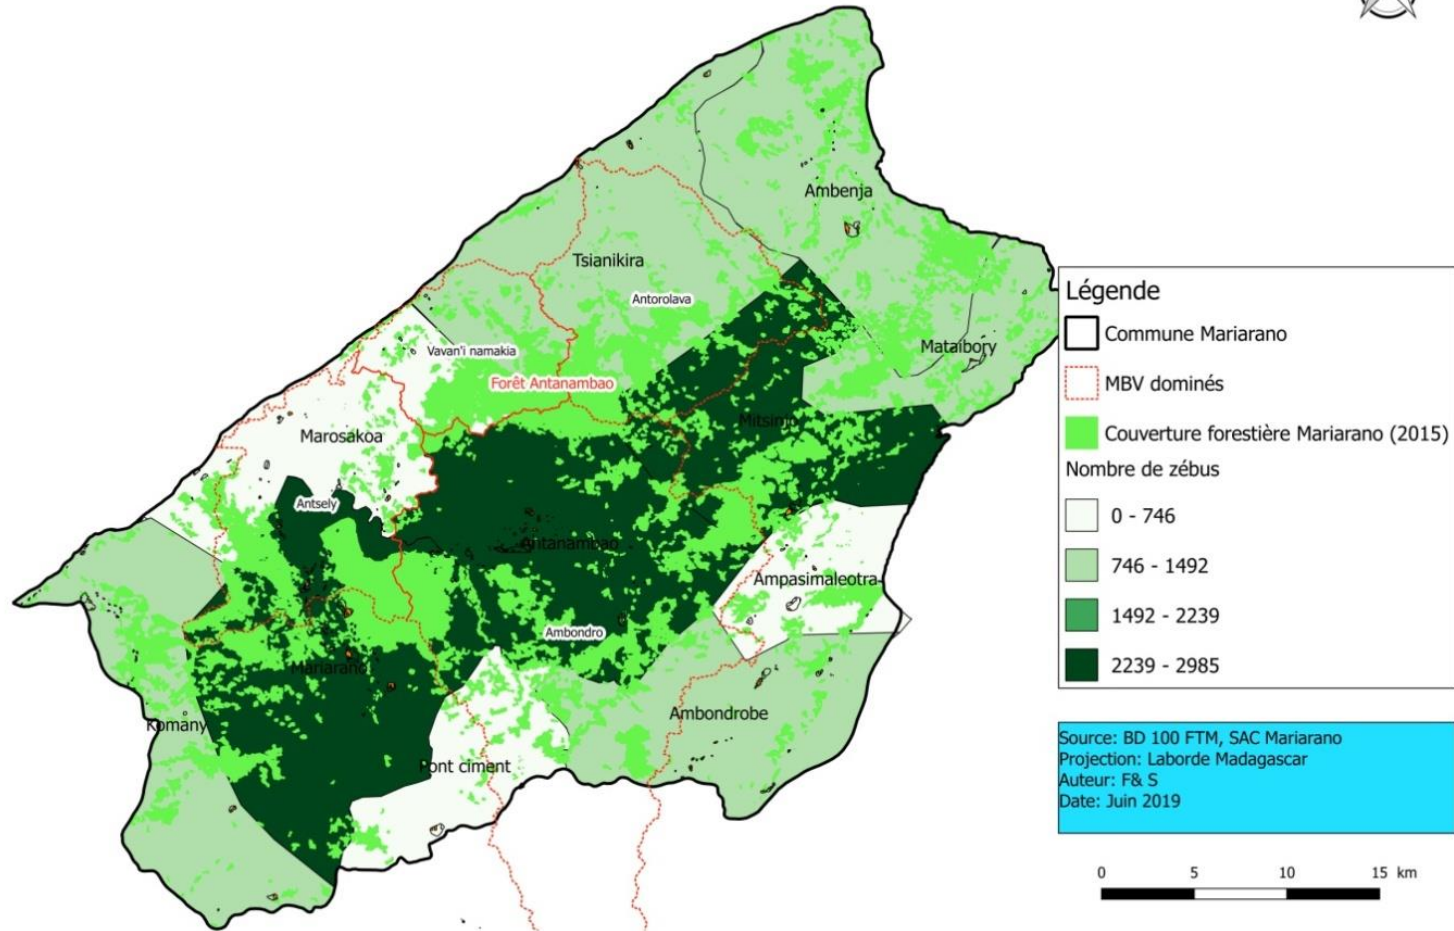 Ambenja
Tsianikira
Antorolava
Mataibory
Vavan'i namakia
Forêt Antanambao
Mitsinjo
Marosakoa
Antsely
Antanambao
Ampasimaleotra
Ambondro
Mariarano
Ambondrobe
Komany
Pont ciment
Légende
Commune Mariarano
MBV dominés
Couverture forestière Mariarano (2015)
Nombre de zébus
0 - 746
746 - 1492
1492 - 2239
2239 - 2985
Source: BD 100 FTM, SAC Mariarano
Projection: Laborde Madagascar
Auteur: F& S
Date: Juin 2019
0 5 10 15 km